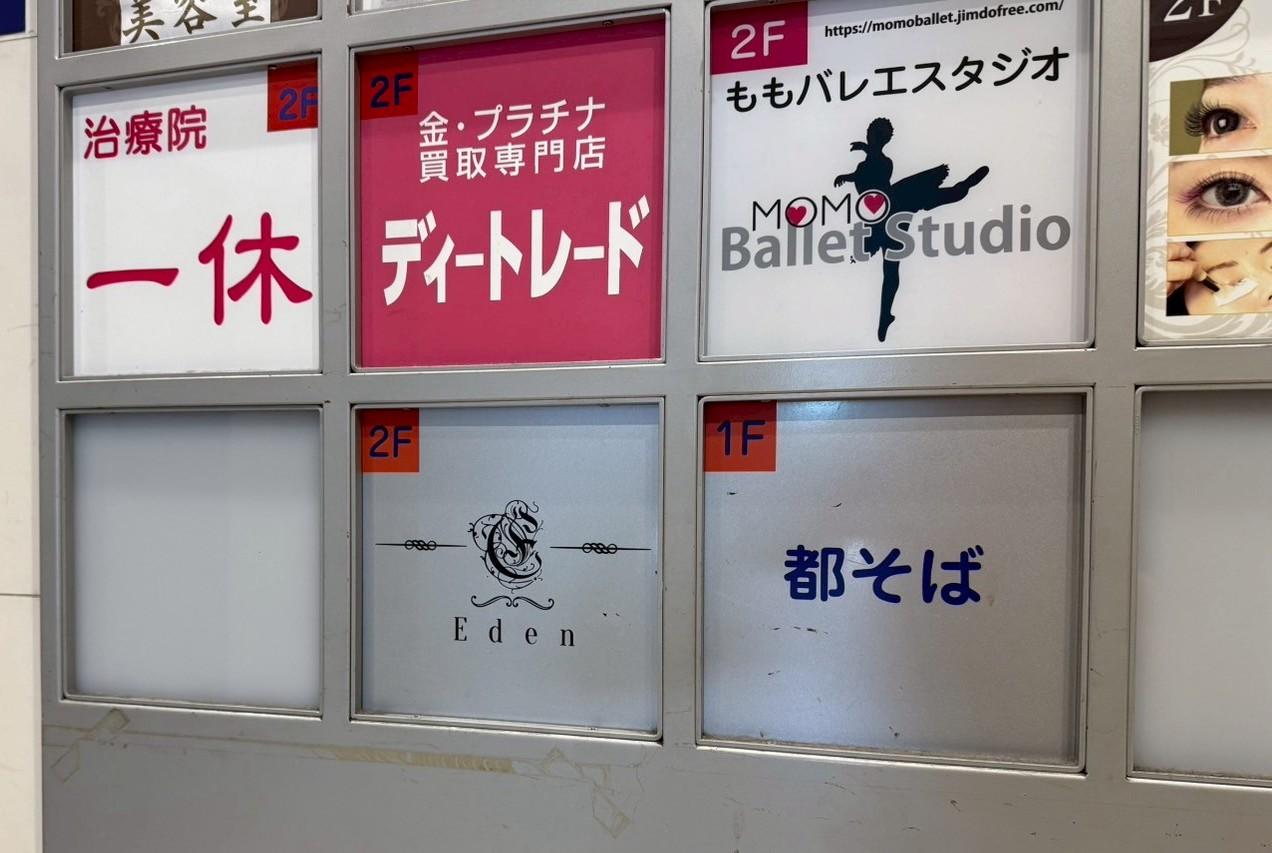 美容室
2F
治療院
一休
2F
金・プラチナ
買取専門店
ディートレード
2F
https://momoballet.jimdofree.com/
ももバレエスタジオ
MOMO
Ballet Studio
2F
2F
Eden
1F
都そば